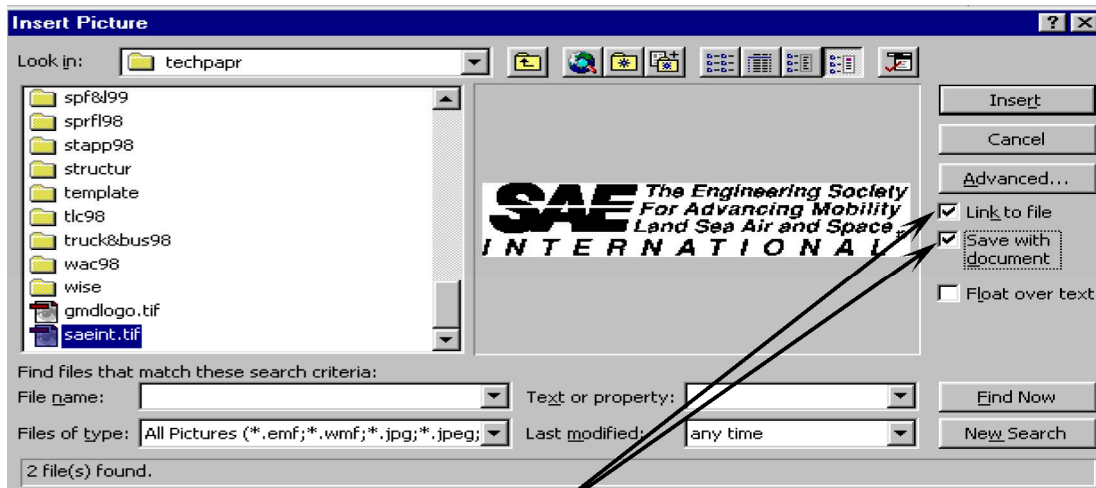 Insert Picture
Look in: techpapr
spf&l99
sprfl98
stapp98
structur
template
tlc98
truck&bus98
wac98
wise
gmdlogo.tif
saeint.tif
SAE The Engineering Society
For Advancing Mobility
Land Sea Air and Space
INTERNATIONAL
Insert
Cancel
Advanced...
Link to file
Save with
document
Float over text
Find files that match these search criteria:
File name: Text or property: Find Now
Files of type: All Pictures (*.emf;*.wmf;*.jpg;*.jpeg; Last modified: any time New Search
2 file(s) found.